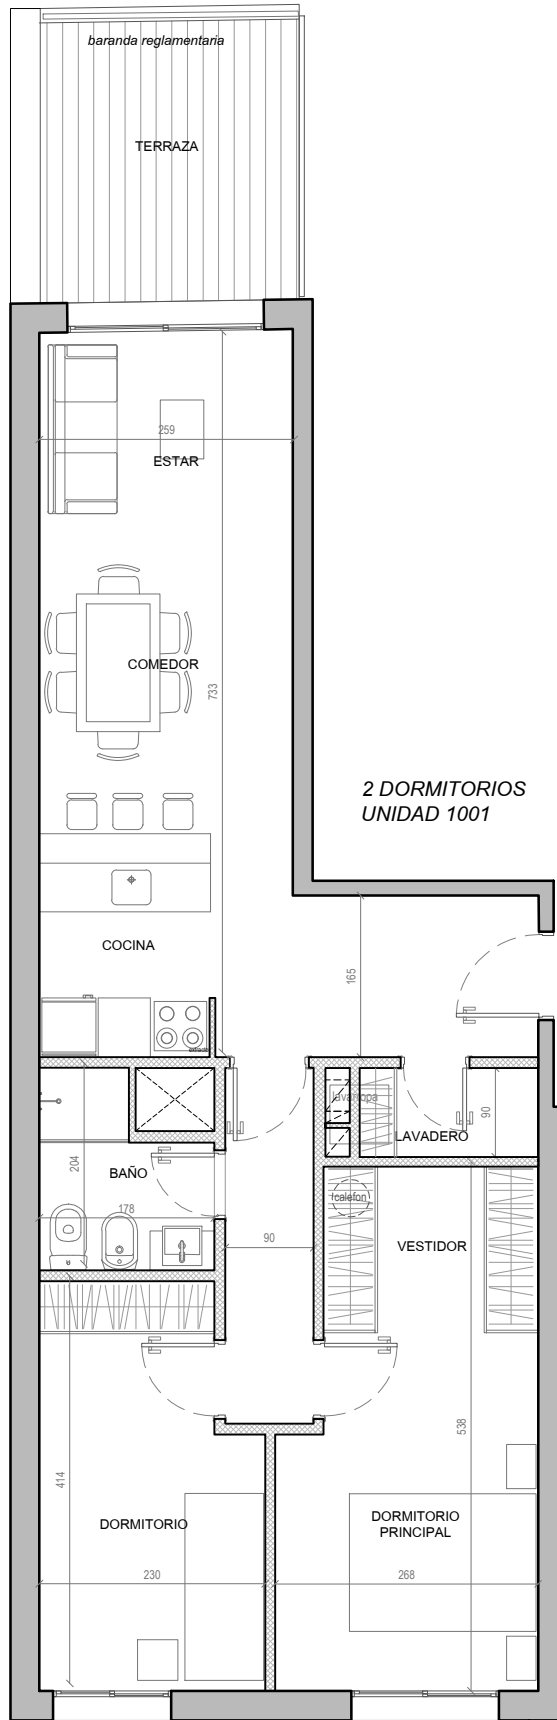 baranda reglamentaria
TERRAZA
259
ESTAR
COMEDOR
733
2 DORMITORIOS
UNIDAD 1001
COCINA
165
lavarropa
90
LAVADERO
BAÑO
204
178
calefon
90
VESTIDOR
538
414
DORMITORIO
DORMITORIO
PRINCIPAL
230
268